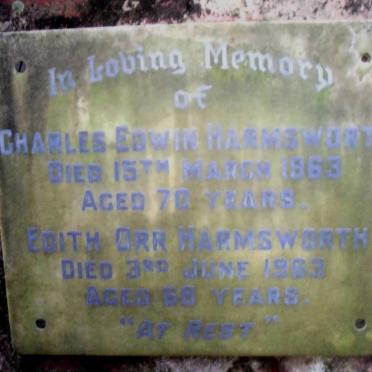 In Loving Memory
of
CHARLES EDWIN HARMSWORT
DIED 15TH MARCH 1963
AGED 70 YEARS.
EDITH ORR HARMSWORTH
DIED 3RD JUNE 1963
AGED 68 YEARS.
"AT REST"